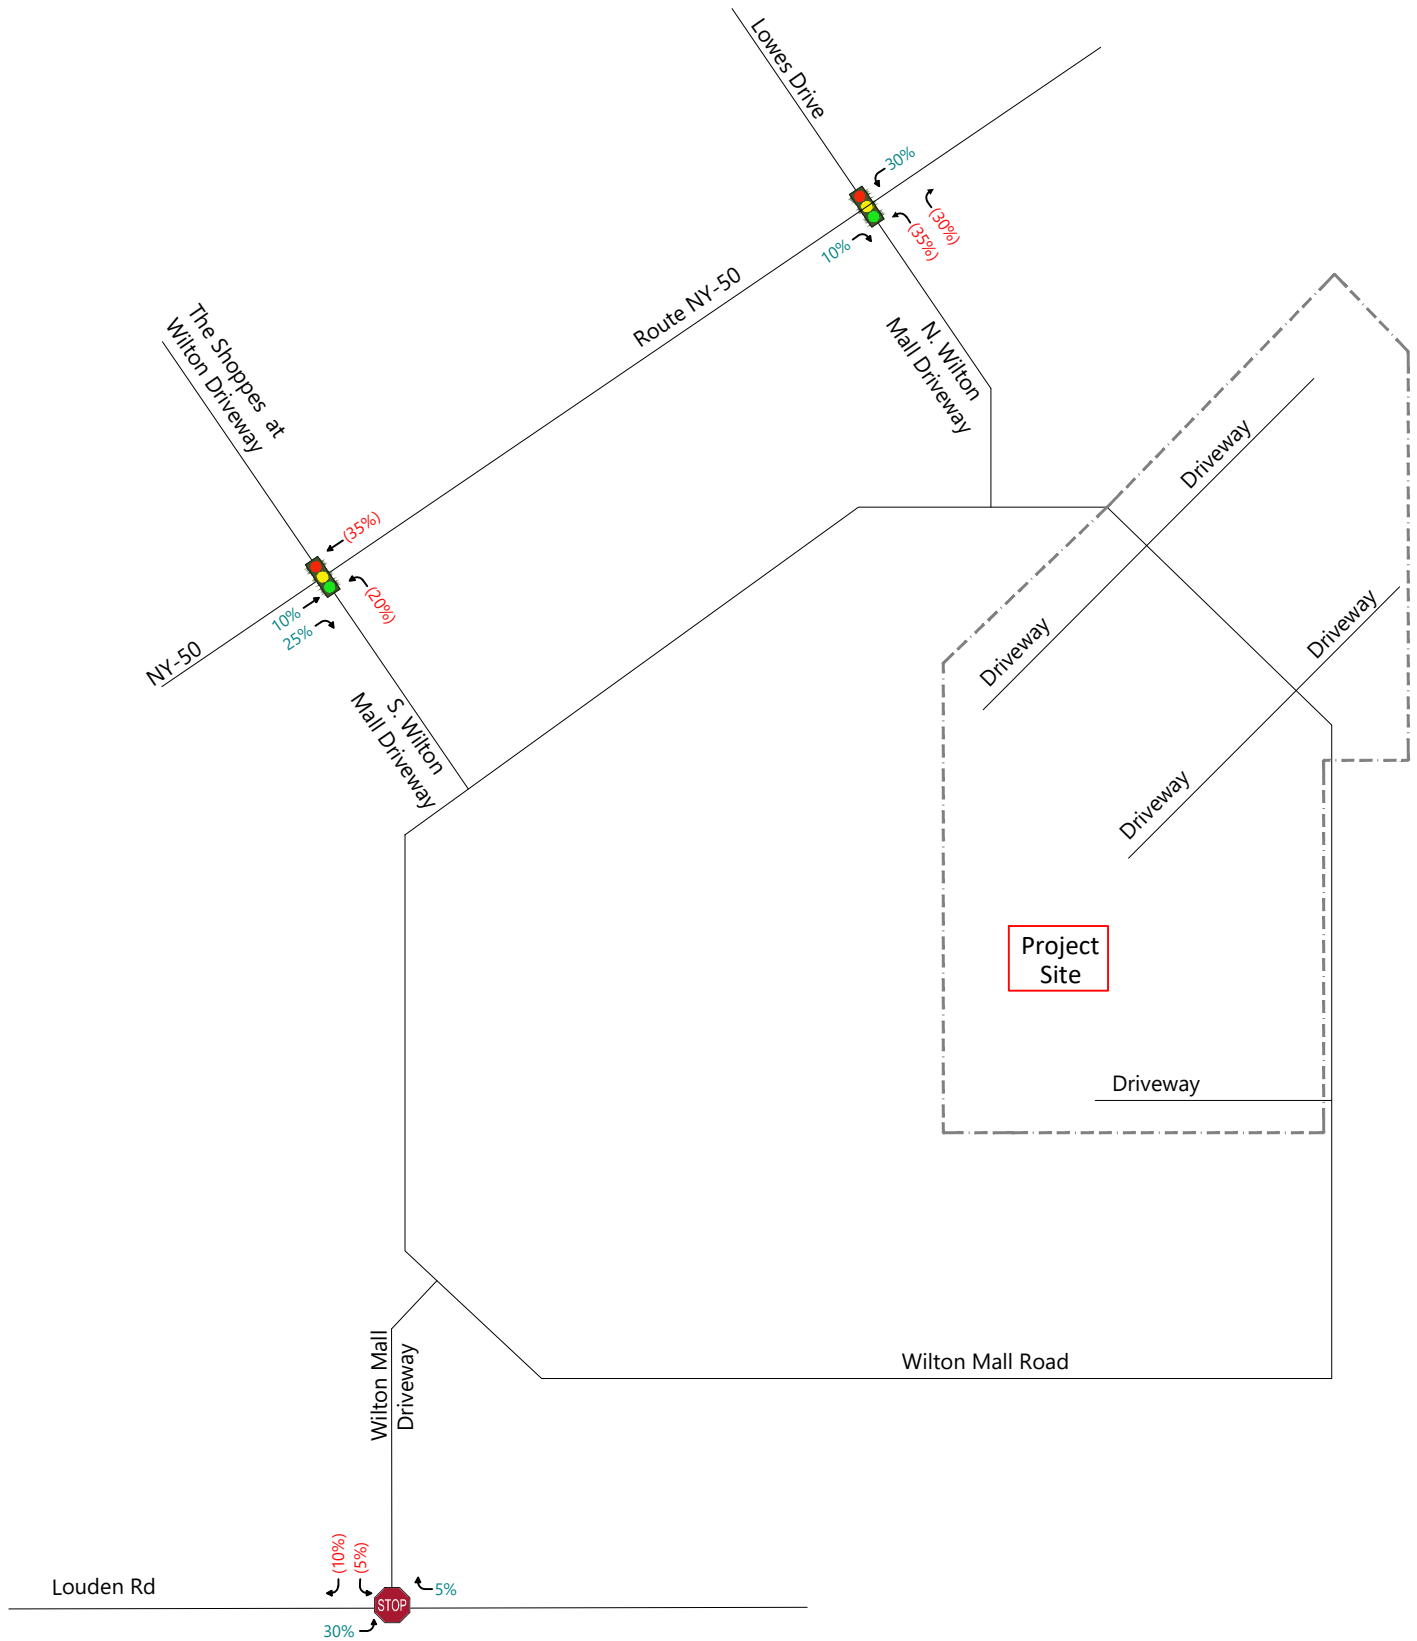 Lowes Drive
30%
(30%)
(35%)
10%
Route NY-50
N. Wilton
Mall Driveway
The Shoppes at
Wilton Driveway
(35%)
(20%)
10%
25%
NY-50
S. Wilton
Mall Driveway
Driveway
Driveway
Driveway
Driveway
Project
Site
Driveway
Wilton Mall Road
Wilton Mall
Driveway
(10%)
(5%)
5%
Louden Rd
STOP
30%